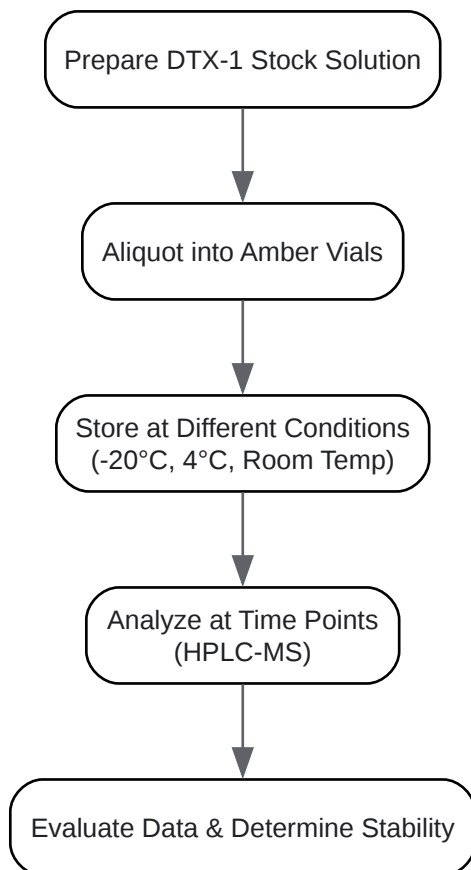 Prepare DTX-1 Stock Solution
Aliquot into Amber Vials
Store at Different Conditions
(-20°C, 4°C, Room Temp)
Analyze at Time Points
(HPLC-MS)
Evaluate Data & Determine Stability